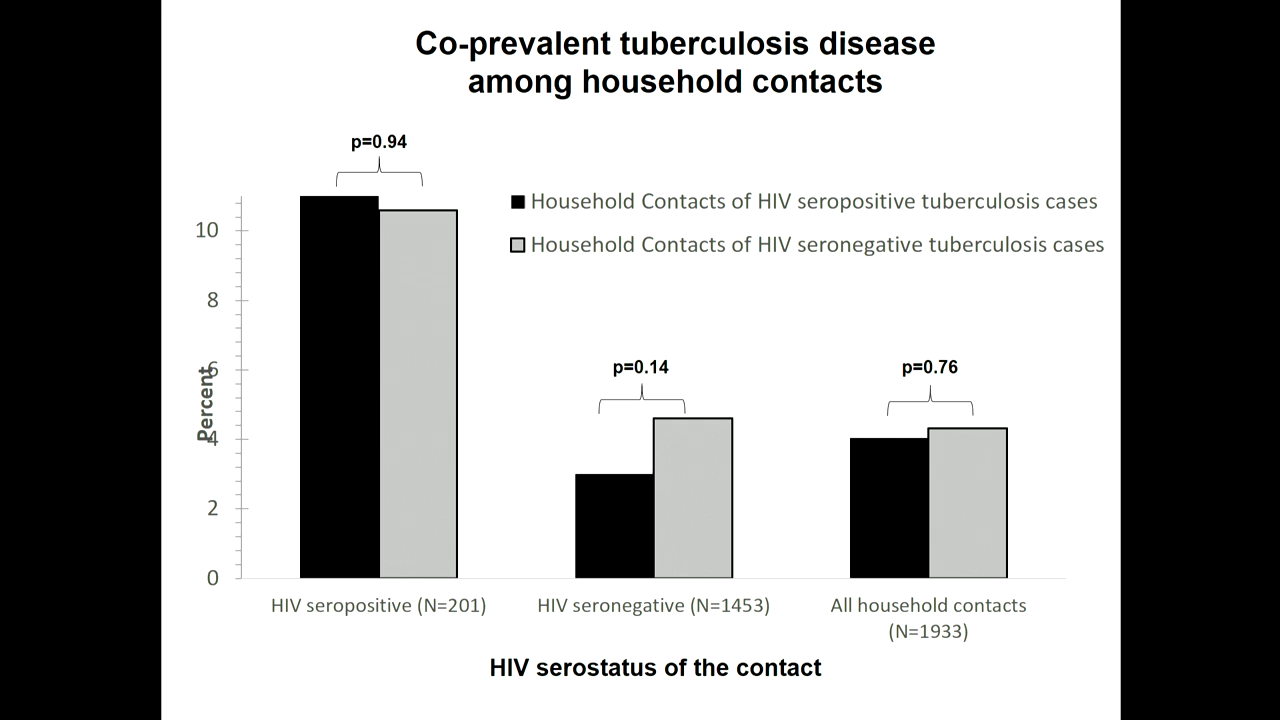 Co-prevalent tuberculosis disease
among household contacts
p=0.94
Household Contacts of HIV seropositive tuberculosis cases
Household Contacts of HIV seronegative tuberculosis cases
p=0.14
p=0.76
Percent
10
8
6
4
2
0
HIV seropositive (N=201)
HIV seronegative (N=1453)
All household contacts
(N=1933)
HIV serostatus of the contact